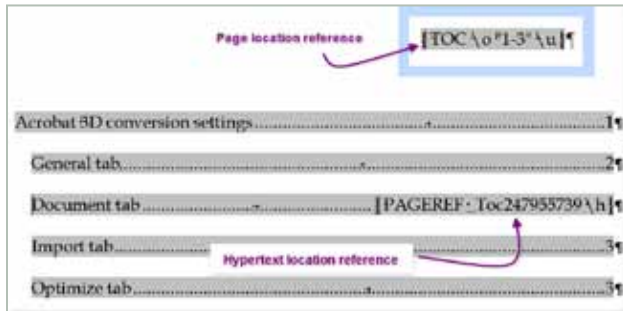 Page location reference
{TOC \o "1-3" \u}¶
Acrobat 3D conversion settings.....................................................1¶
General tab.....................................................2¶
Document tab.....................................{PAGEREF _Toc247955739 \h}¶
Import tab.....................................................3¶
Hypertext location reference
Optimize tab.....................................................3¶